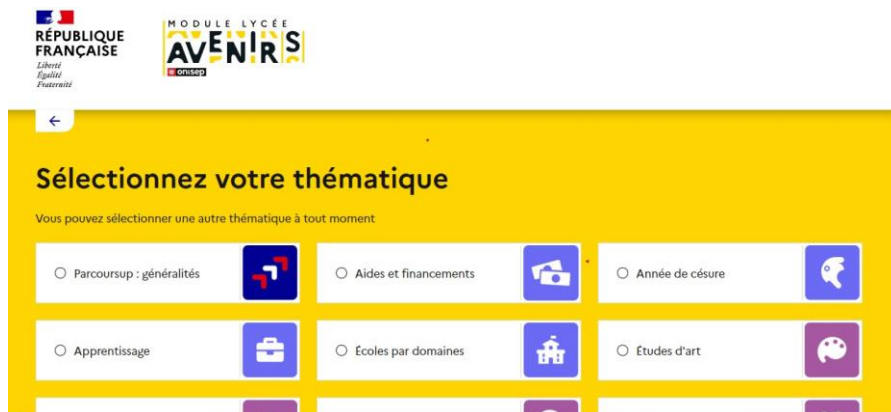 RÉPUBLIQUE
FRANÇAISE
Liberté
Égalité
Fraternité
MODULE LYCÉE
AVENIRS
onisep
Sélectionnez votre thématique
Vous pouvez sélectionner une autre thématique à tout moment
Parcoursup : généralités
Aides et financements
Année de césure
Apprentissage
Écoles par domaines
Études d'art